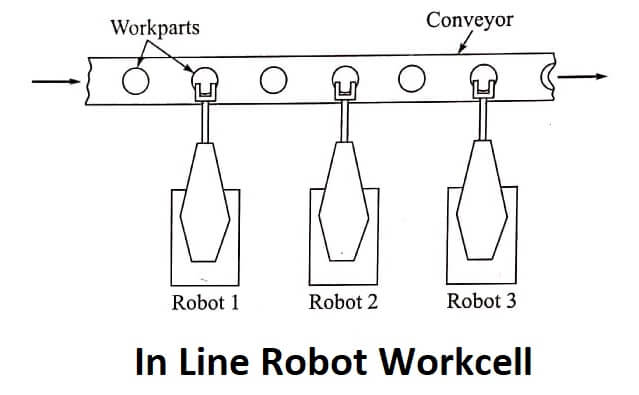 Workparts
Conveyor
Robot 1
Robot 2
Robot 3
In Line Robot Workcell